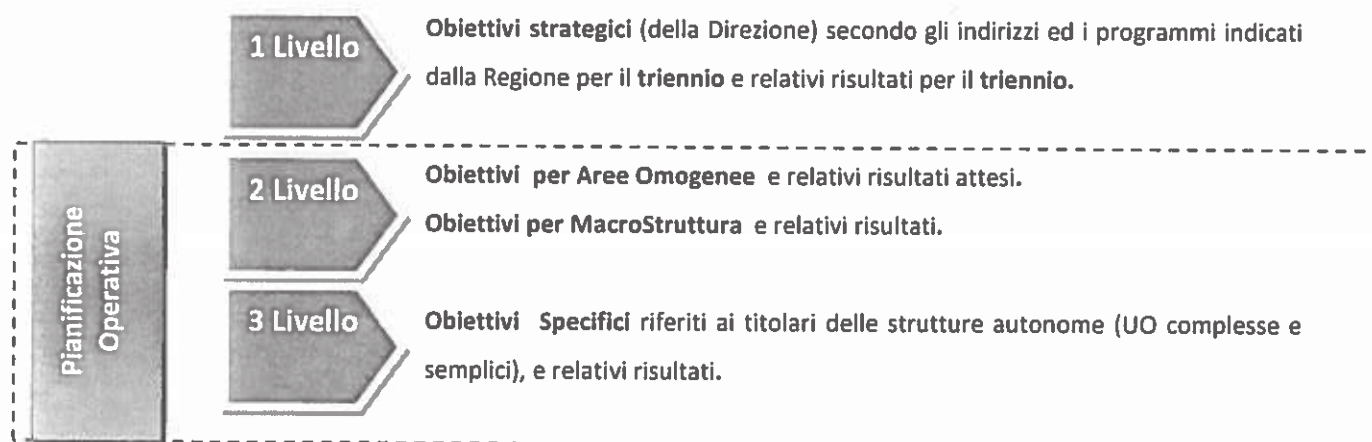 1 Livello
Obiettivi strategici (della Direzione) secondo gli indirizzi ed i programmi indicati
dalla Regione per il triennio e relativi risultati per il triennio.
Pianificazione
Operativa
2 Livello
Obiettivi per Aree Omogenee e relativi risultati attesi.
Obiettivi per MacroStruttura e relativi risultati.
3 Livello
Obiettivi Specifici riferiti ai titolari delle strutture autonome (UO complesse e
semplici), e relativi risultati.